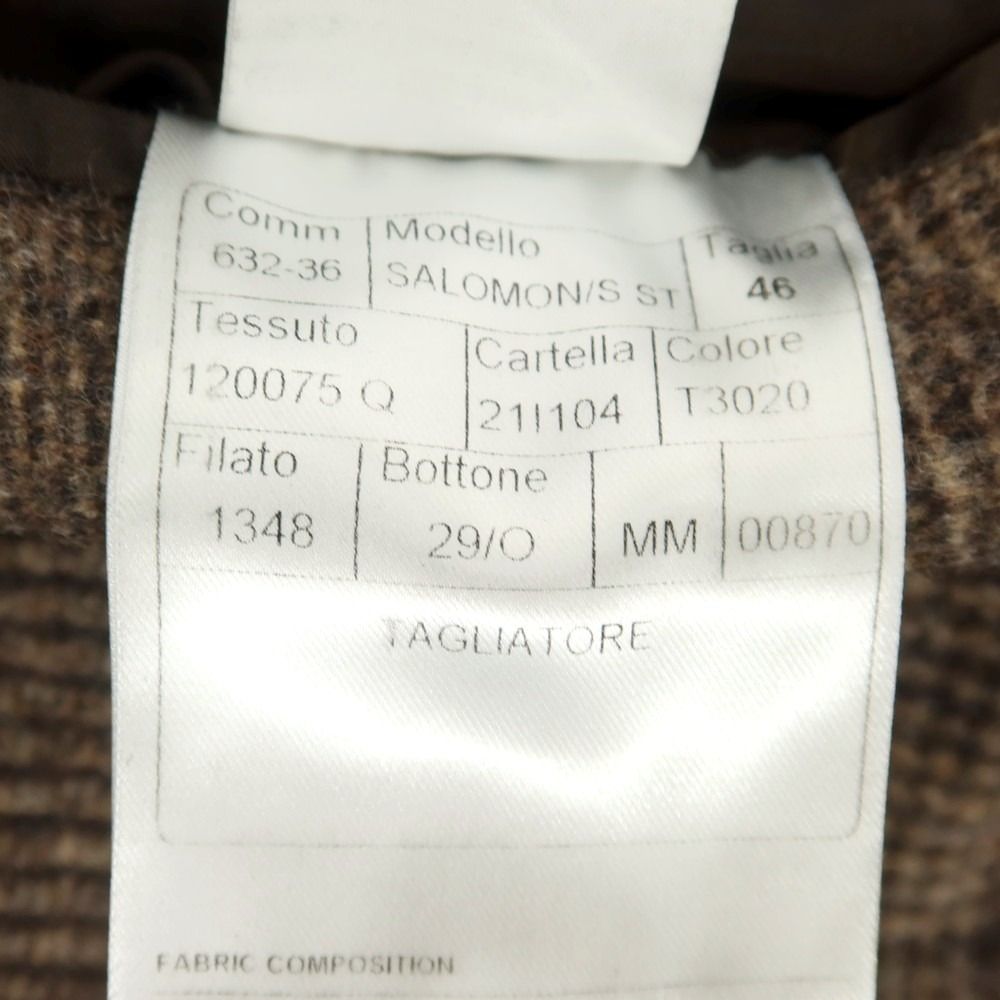 Comm Modello Taglia
632-36 SALOMON/S ST 46
Tessuto Cartella Colore
120075 Q 21I104 T3020
Filato Bottone
1348 29/O MM 00870
TAGLIATORE
FABRIC COMPOSITION